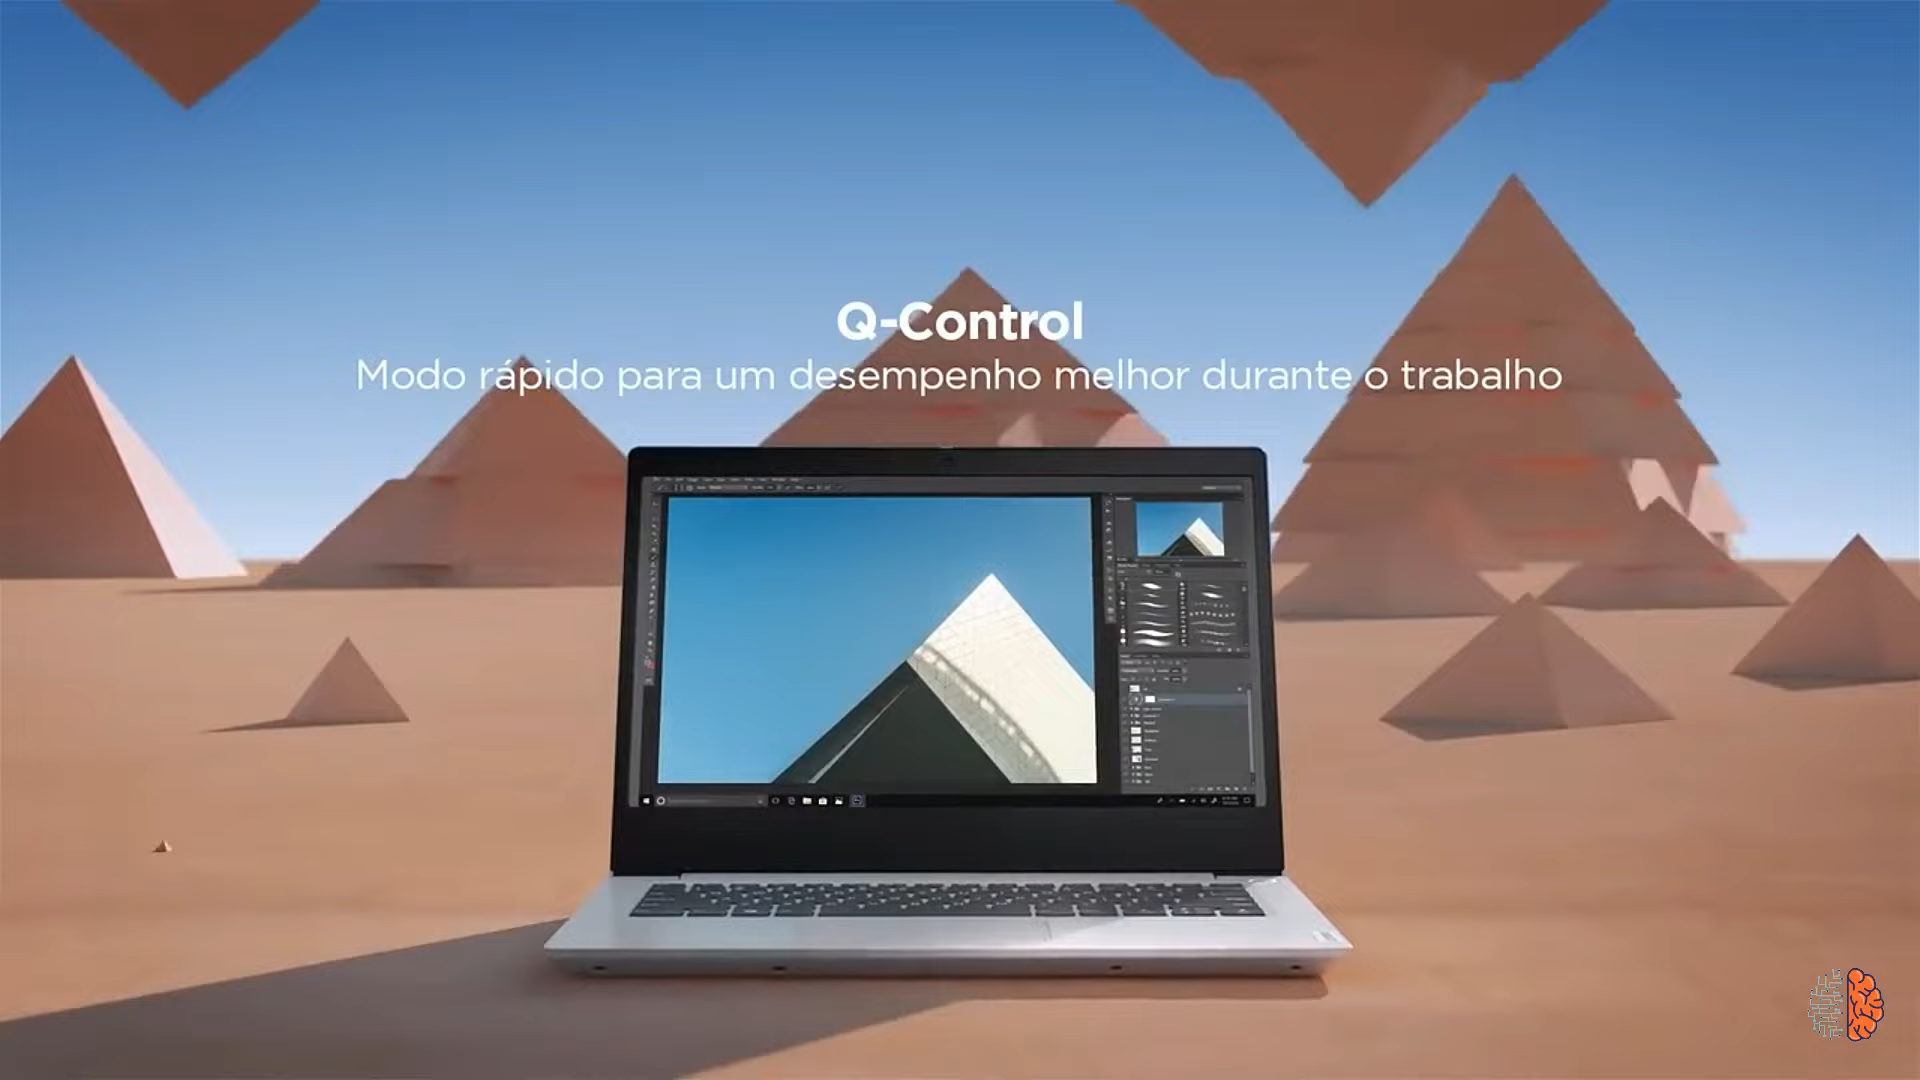 Q-Control
Modo rápido para um desempenho melhor durante o trabalho